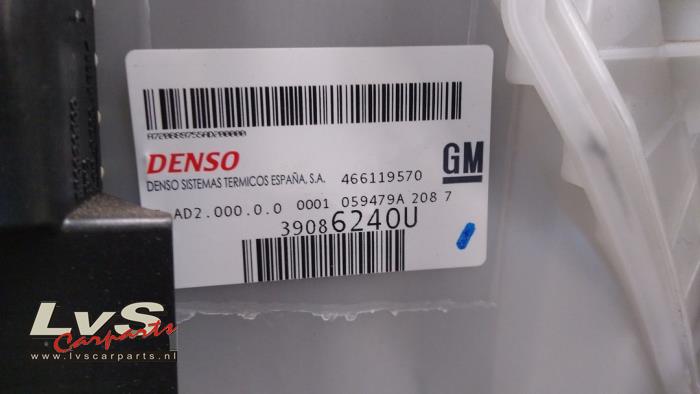 DENSO
DENSO SISTEMAS TERMICOS ESPAÑA, S.A. 466119570
GM
AD2.000.0.0 0001 059479A 208 7
39086240U
LvS
Carparts
www.lvscarparts.nl